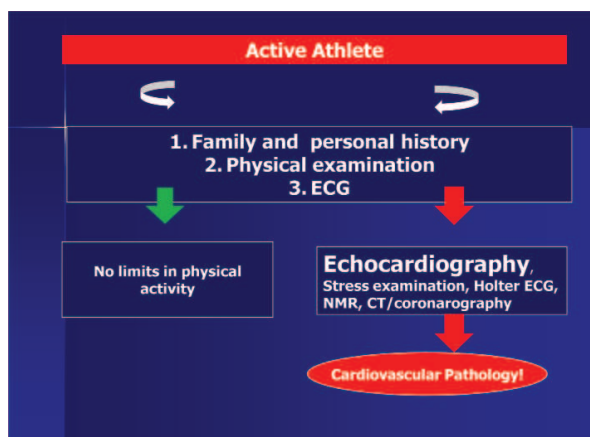 Active Athlete
1. Family and personal history
2. Physical examination
3. ECG
No limits in physical
activity
Echocardiography,
Stress examination, Holter ECG,
NMR, CT/coronarography
Cardiovascular Pathology!